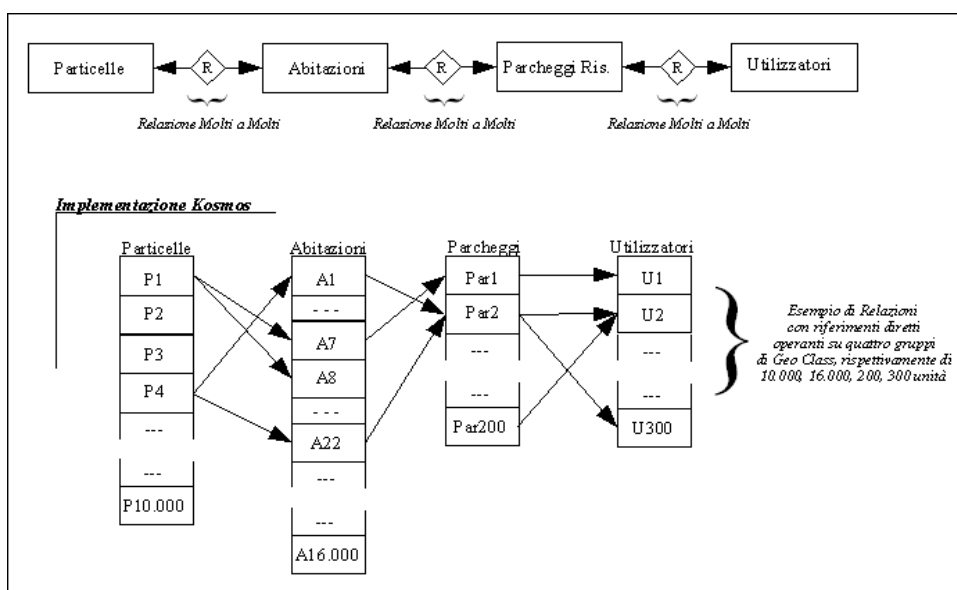 Particelle
R
Abitazioni
R
Parcheggi Ris.
R
Utilizzatori
Relazione Molti a Molti
Relazione Molti a Molti
Relazione Molti a Molti
Implementazione Kosmos
Particelle
P1
P2
P3
P4
---
---
P10.000
Abitazioni
A1
---
A7
A8
---
A22
---
---
A16.000
Parcheggi
Par1
Par2
---
---
Par200
Utilizzatori
U1
U2
---
---
U300
Esempio di Relazioni
con riferimenti diretti
operanti su quattro gruppi
di Geo Class, rispettivamente di
10.000, 16.000, 200, 300 unità